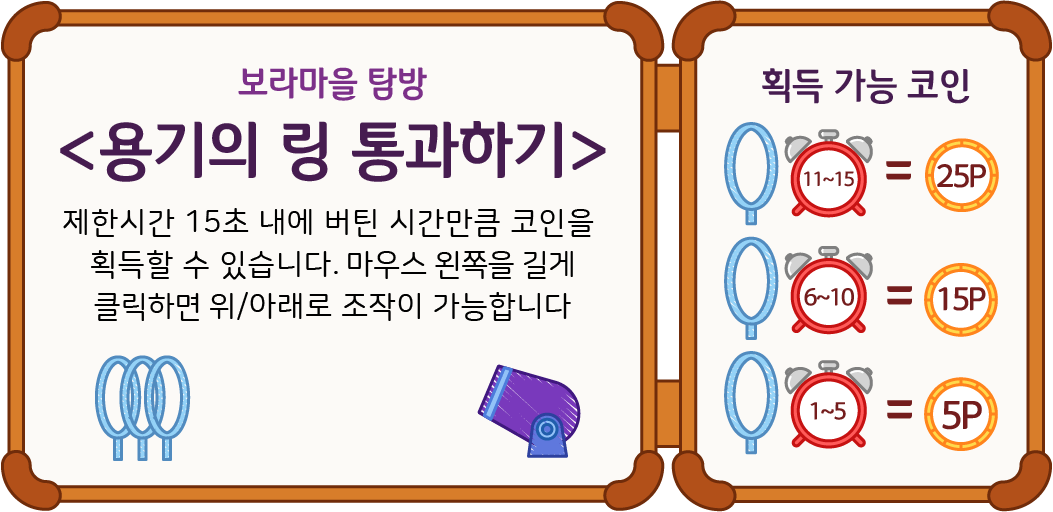 보라마을 탐방
<용기의 링 통과하기>
제한시간 15초 내에 버틴 시간만큼 코인을
획득할 수 있습니다. 마우스 왼쪽을 길게
클릭하면 위/아래로 조작이 가능합니다
획득 가능 코인
11~15 = 25P
6~10 = 15P
1~5 = 5P